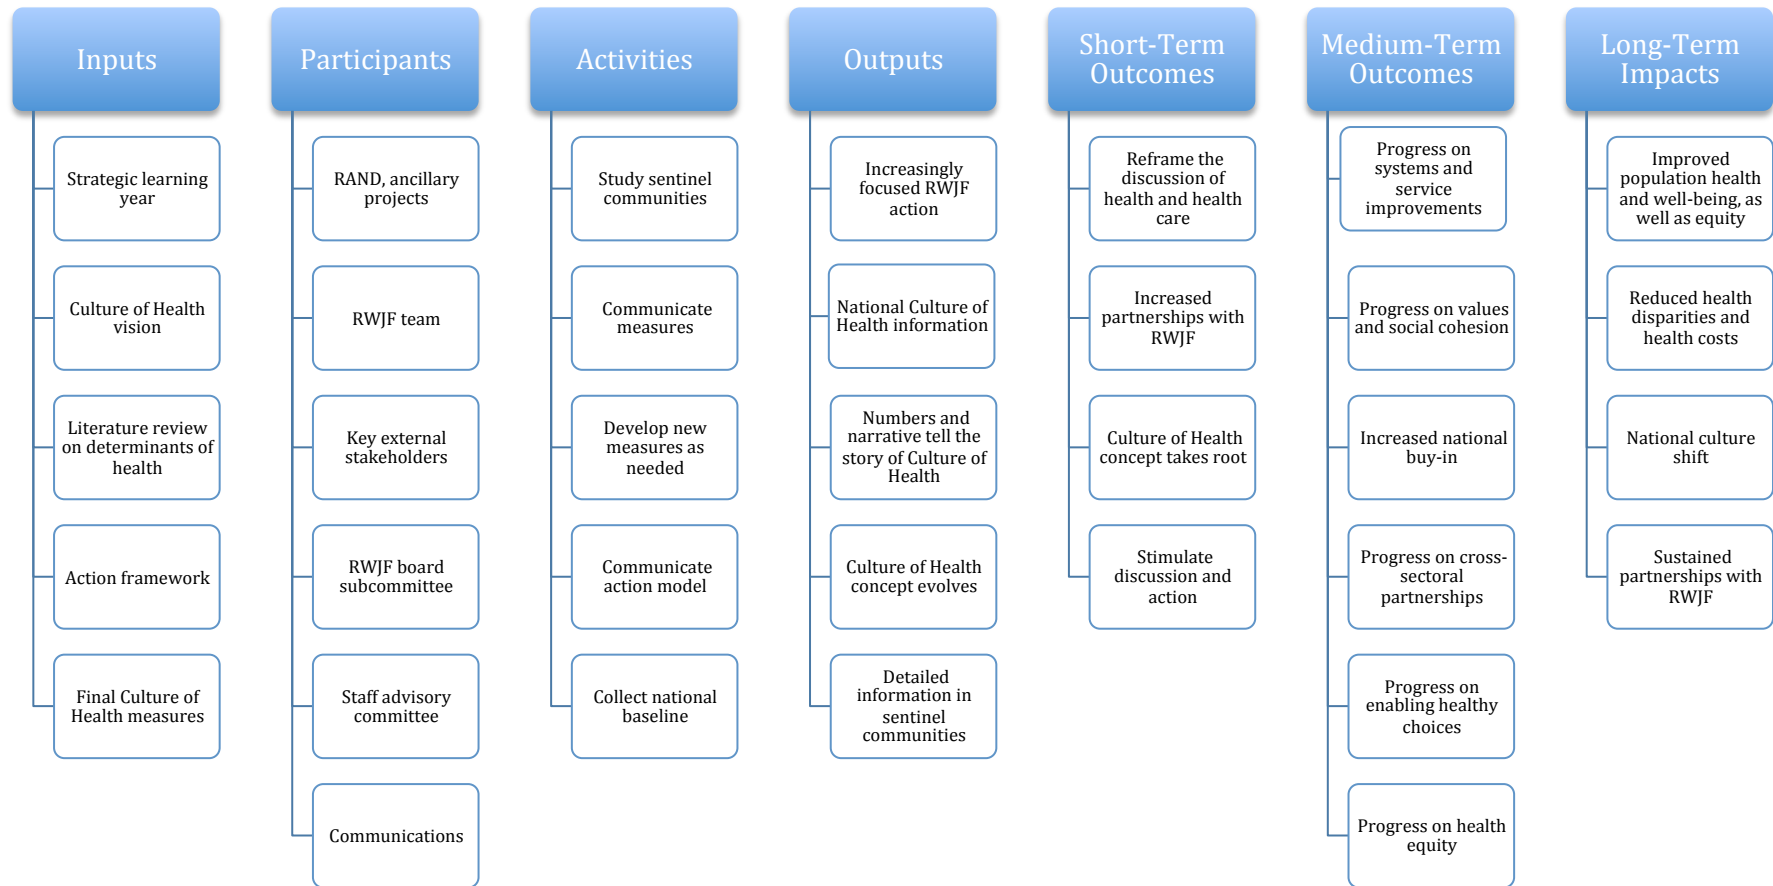 Inputs
Strategic learning
year
Culture of Health
vision
Literature review
on determinants of
health
Action framework
Final Culture of
Health measures
Participants
RAND, ancillary
projects
RWJF team
Key external
stakeholders
RWJF board
subcommittee
Staff advisory
committee
Communications
Activities
Study sentinel
communities
Communicate
measures
Develop new
measures as
needed
Communicate
action model
Collect national
baseline
Outputs
Increasingly
focused RWJF
action
National Culture of
Health information
Numbers and
narrative tell the
story of Culture of
Health
Culture of Health
concept evolves
Detailed
information in
sentinel
communities
Short-Term
Outcomes
Reframe the
discussion of
health and health
care
Increased
partnerships with
RWJF
Culture of Health
concept takes root
Stimulate
discussion and
action
Medium-Term
Outcomes
Progress on
systems and
service
improvements
Progress on values
and social cohesion
Increased national
buy-in
Progress on cross-
sectoral
partnerships
Progress on
enabling healthy
choices
Progress on health
equity
Long-Term
Impacts
Improved
population health
and well-being, as
well as equity
Reduced health
disparities and
health costs
National culture
shift
Sustained
partnerships with
RWJF